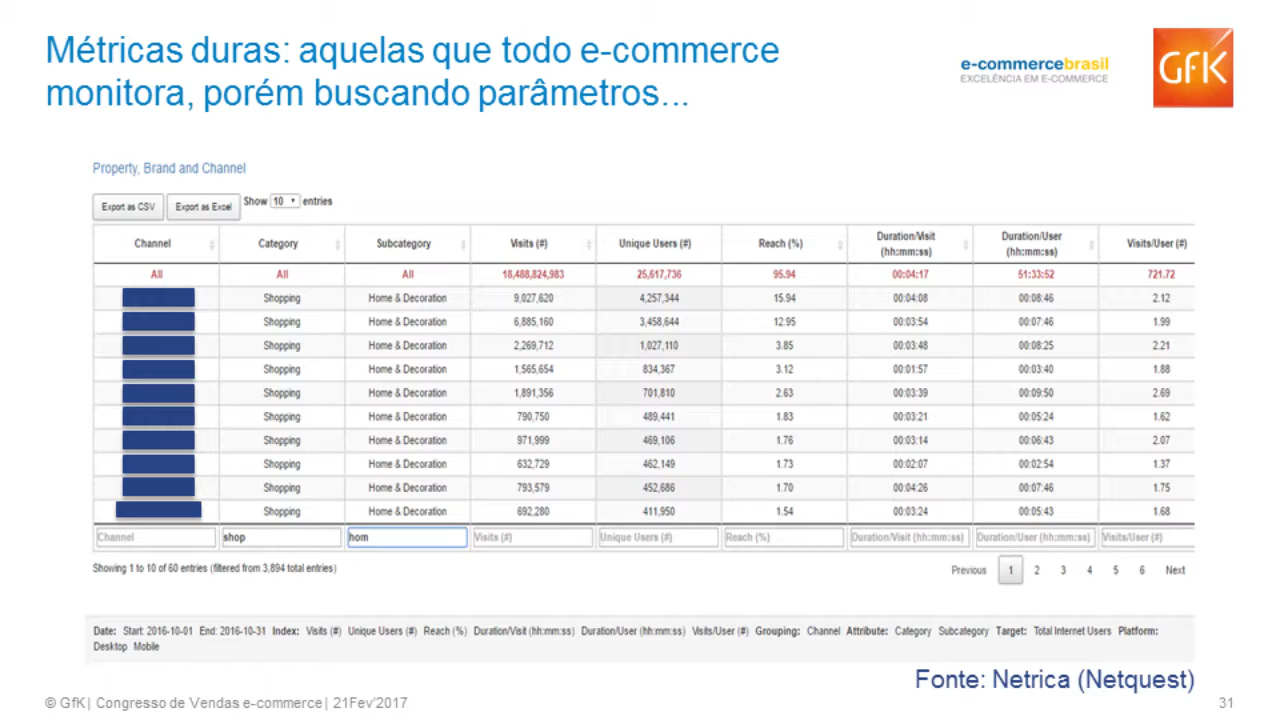 Métricas duras: aquelas que todo e-commerce
monitora, porém buscando parâmetros...
e-commercebrasil
EXCELÊNCIA EM E-COMMERCE
GfK
Property, Brand and Channel
Export as CSV Export as Excel Show 10 entries
Channel Category Subcategory Visits (#) Unique Users (#) Reach (%) Duration/Visit (hh:mm:ss) Duration/User (hh:mm:ss) Visits/User (#)
All All All 18,488,824,983 25,617,736 95.94 00:04:17 51:33:52 721.72
Shopping Home & Decoration 9,027,620 4,257,344 15.94 00:04:08 00:08:46 2.12
Shopping Home & Decoration 6,885,160 3,458,644 12.95 00:03:54 00:07:46 1.99
Shopping Home & Decoration 2,269,712 1,027,110 3.85 00:03:48 00:08:25 2.21
Shopping Home & Decoration 1,565,654 834,367 3.12 00:01:57 00:03:40 1.88
Shopping Home & Decoration 1,891,356 701,810 2.63 00:03:39 00:09:50 2.69
Shopping Home & Decoration 790,750 489,441 1.83 00:03:21 00:05:24 1.62
Shopping Home & Decoration 971,999 469,106 1.76 00:03:14 00:06:43 2.07
Shopping Home & Decoration 632,729 462,149 1.73 00:02:07 00:02:54 1.37
Shopping Home & Decoration 793,579 452,686 1.70 00:04:26 00:07:46 1.75
Shopping Home & Decoration 692,280 411,950 1.54 00:03:24 00:05:43 1.68
Channel shop hom Visits (#) Unique Users (#) Reach (%) Duration/Visit (hh:mm:ss) Duration/User (hh:mm:ss) Visits/User (#)
Showing 1 to 10 of 60 entries (filtered from 3,894 total entries) Previous 1 2 3 4 5 6 Next
Date: Start: 2016-10-01 End: 2016-10-31 Index: Visits (#) Unique Users (#) Reach (%) Duration/Visit (hh:mm:ss) Duration/User (hh:mm:ss) Visits/User (#) Grouping: Channel Attribute: Category Subcategory Target: Total Internet Users Platform:
Desktop Mobile
Fonte: Netrica (Netquest)
© GfK | Congresso de Vendas e-commerce | 21Fev'2017 31